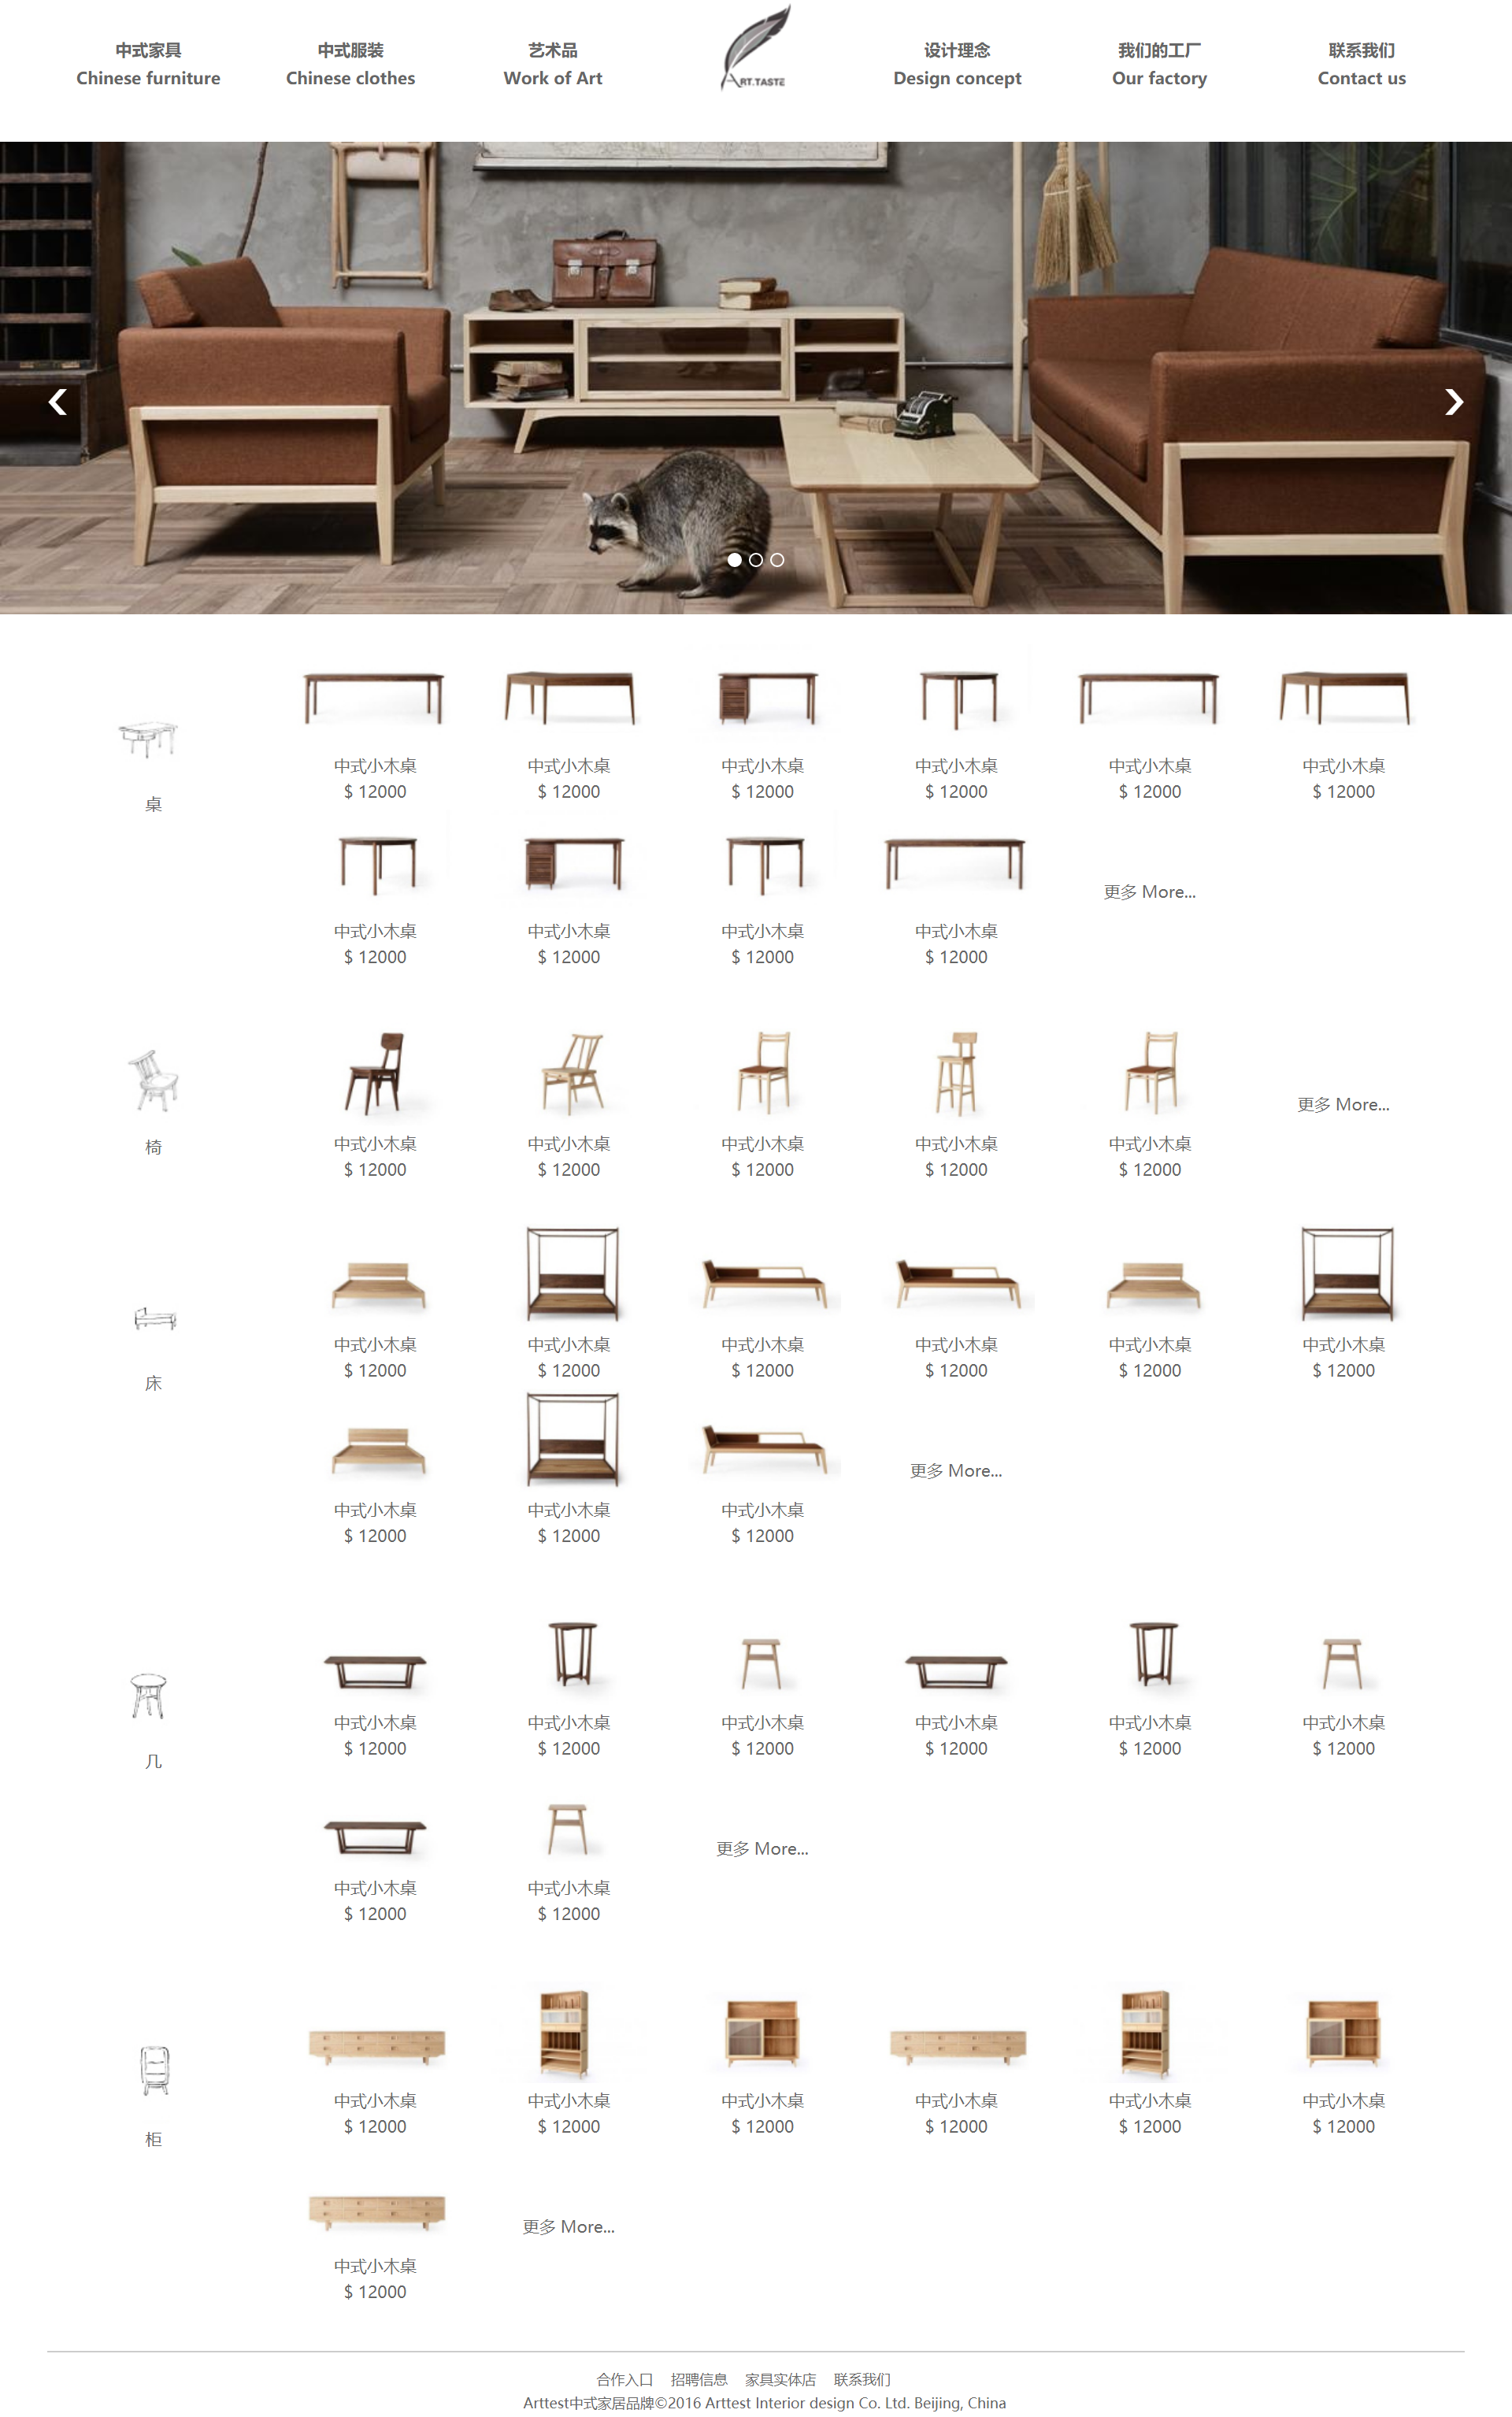 中式家具
Chinese furniture
中式服装
Chinese clothes
艺术品
Work of Art
ART.TASTE
设计理念
Design concept
我们的工厂
Our factory
联系我们
Contact us
桌
中式小木桌 中式小木桌 中式小木桌 中式小木桌 中式小木桌 中式小木桌
$ 12000 $ 12000 $ 12000 $ 12000 $ 12000 $ 12000
更多 More...
中式小木桌 中式小木桌 中式小木桌 中式小木桌
$ 12000 $ 12000 $ 12000 $ 12000
椅
更多 More...
中式小木桌 中式小木桌 中式小木桌 中式小木桌 中式小木桌
$ 12000 $ 12000 $ 12000 $ 12000 $ 12000
床
中式小木桌 中式小木桌 中式小木桌 中式小木桌 中式小木桌 中式小木桌
$ 12000 $ 12000 $ 12000 $ 12000 $ 12000 $ 12000
更多 More...
中式小木桌 中式小木桌 中式小木桌
$ 12000 $ 12000 $ 12000
几
中式小木桌 中式小木桌 中式小木桌 中式小木桌 中式小木桌 中式小木桌
$ 12000 $ 12000 $ 12000 $ 12000 $ 12000 $ 12000
更多 More...
中式小木桌 中式小木桌
$ 12000 $ 12000
柜
中式小木桌 中式小木桌 中式小木桌 中式小木桌 中式小木桌 中式小木桌
$ 12000 $ 12000 $ 12000 $ 12000 $ 12000 $ 12000
更多 More...
中式小木桌
$ 12000
合作入口 招聘信息 家具实体店 联系我们
Arttest中式家居品牌©2016 Arttest Interior design Co. Ltd. Beijing, China